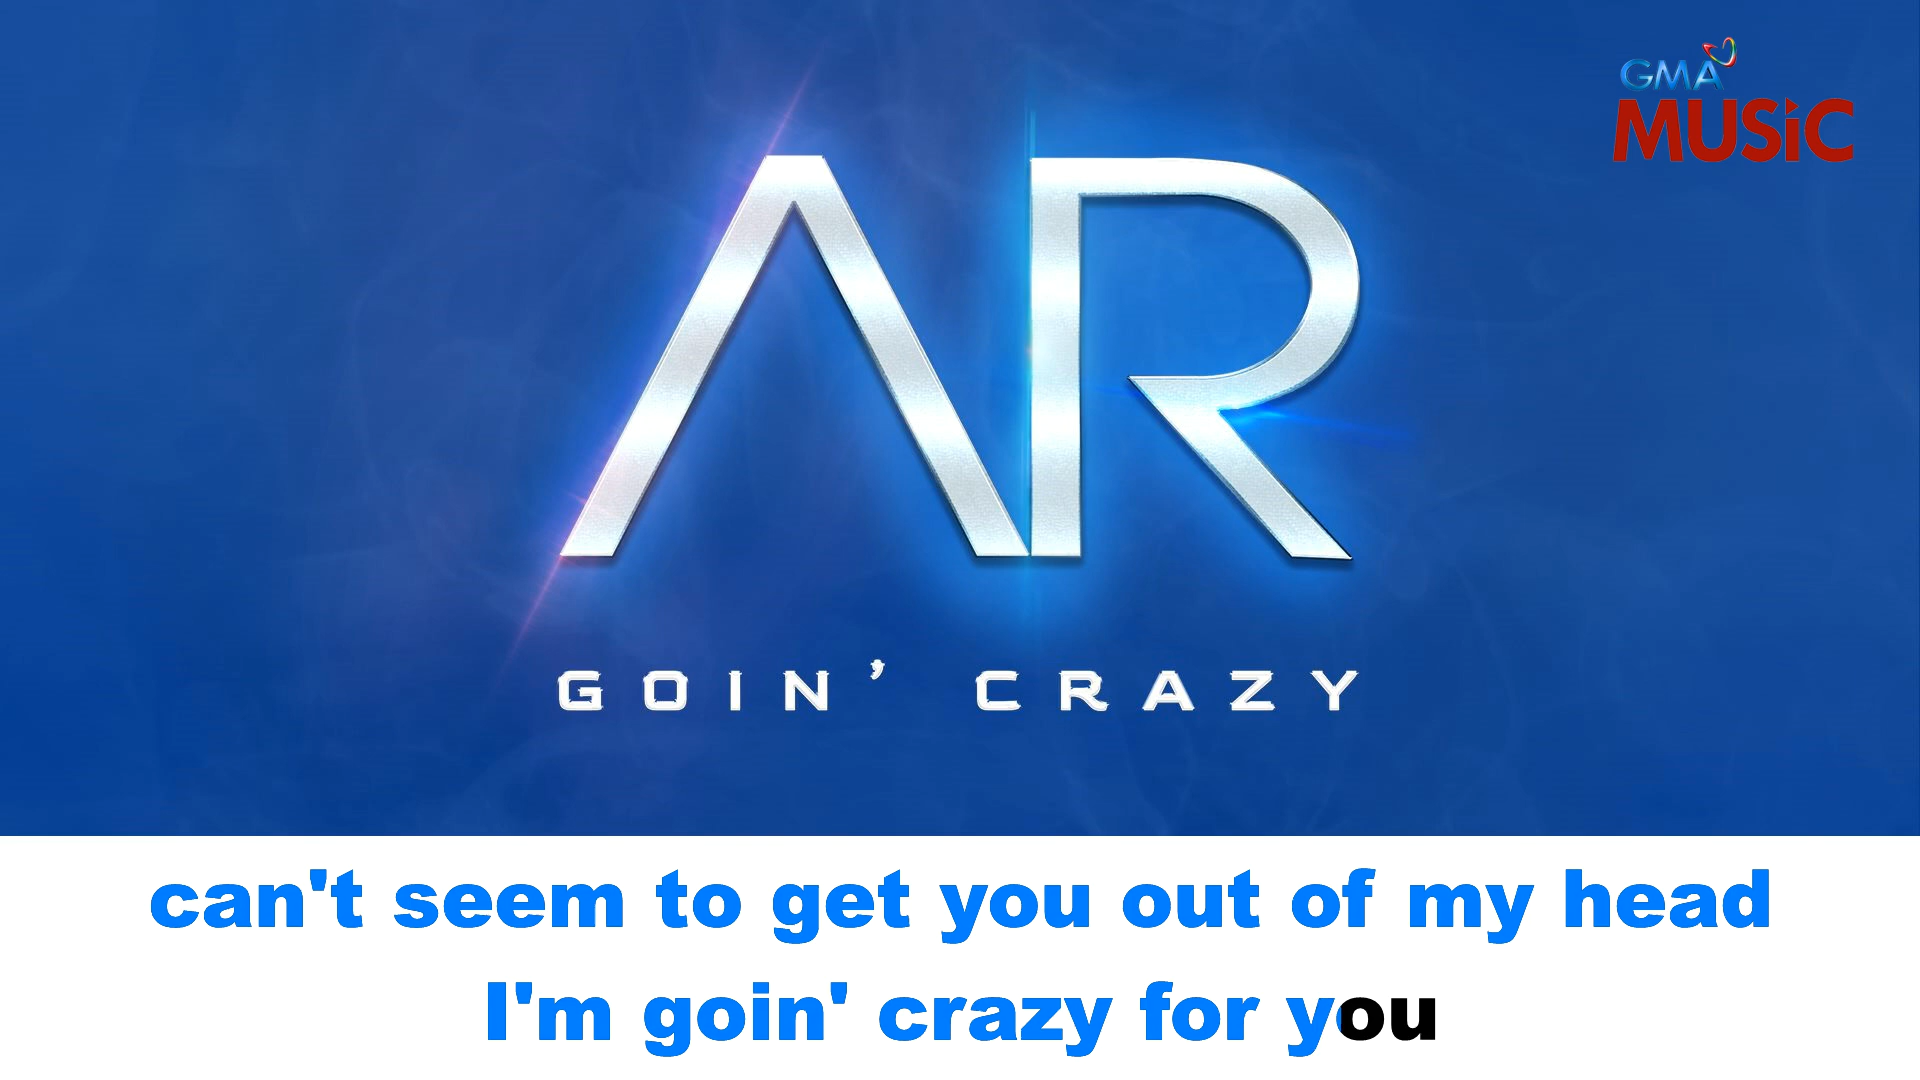 GMA
MUSiC
AR
GOIN' CRAZY
can't seem to get you out of my head
I'm goin' crazy for you